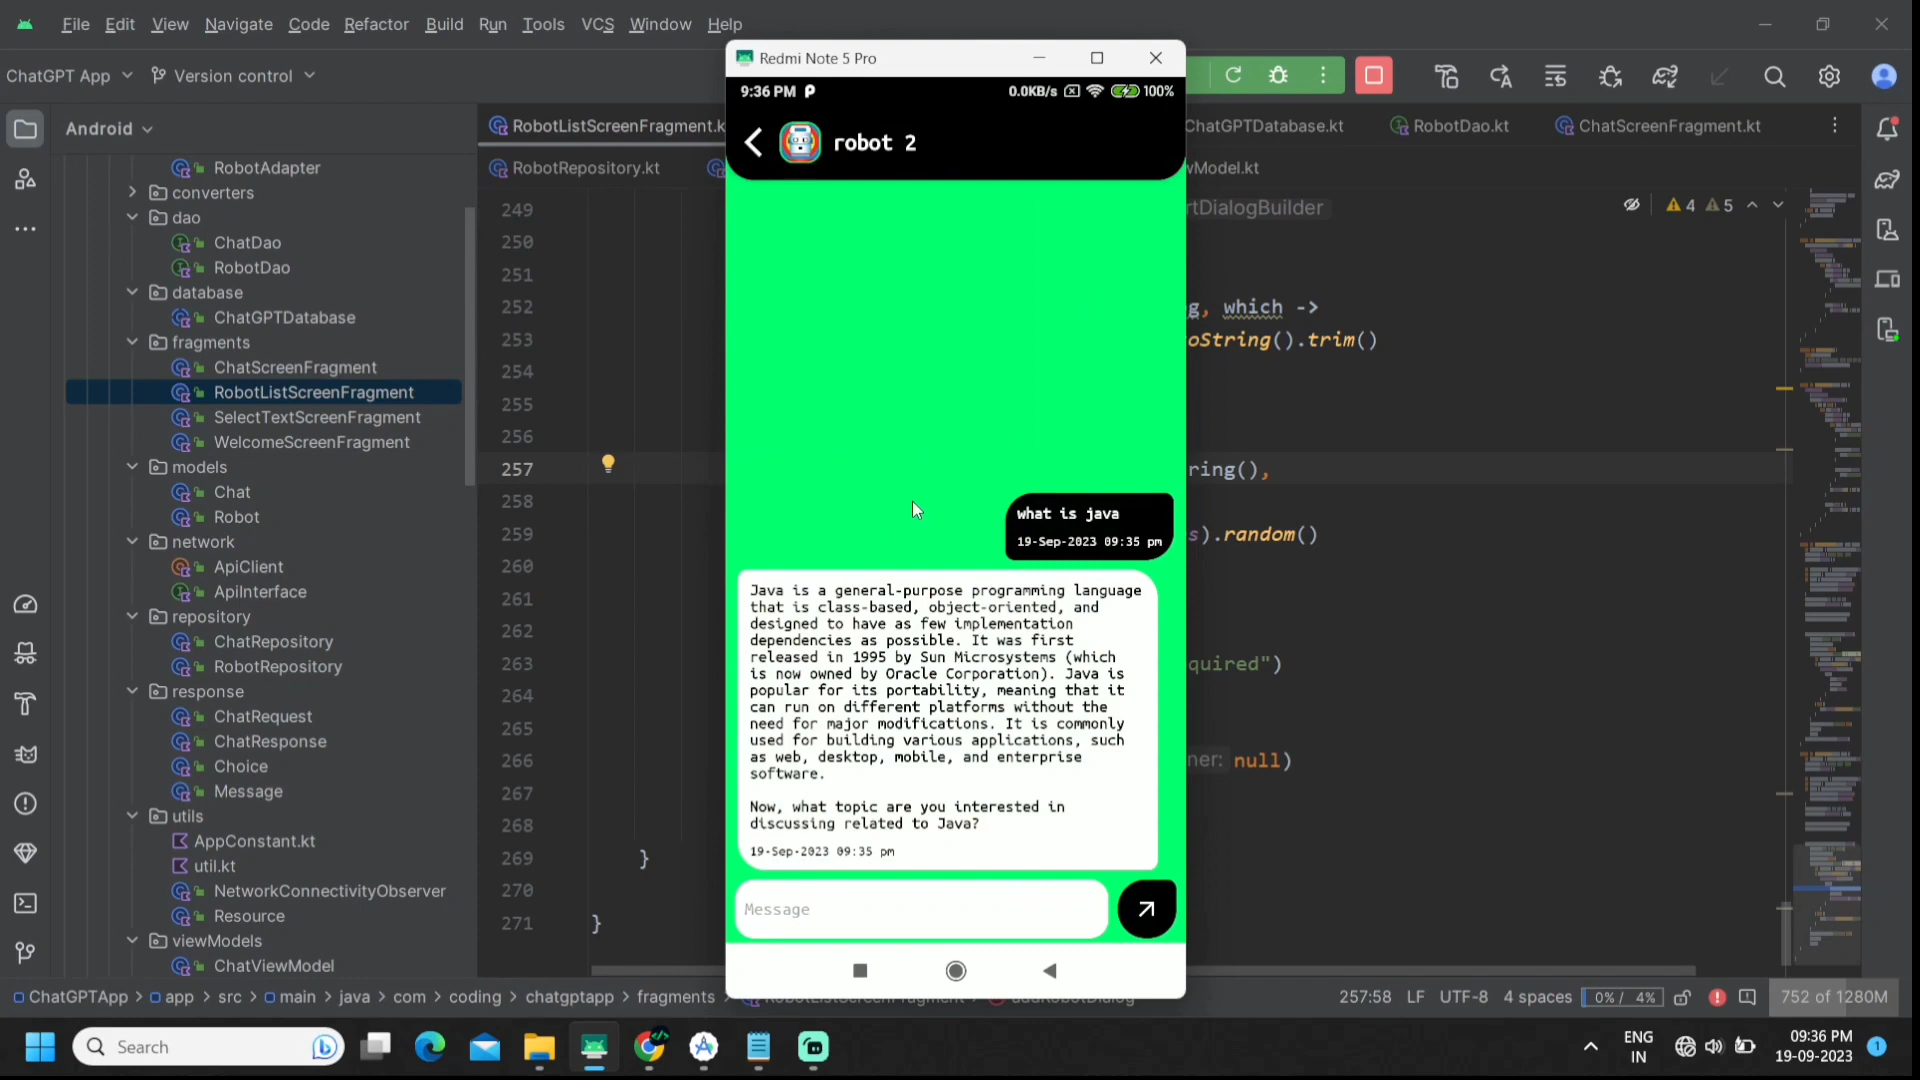 File Edit View Navigate Code Refactor Build Run Tools VCS Window Help
ChatGPT App Version control
Android
RobotAdapter
converters
dao
ChatDao
RobotDao
database
ChatGPTDatabase
fragments
ChatScreenFragment
RobotListScreenFragment
SelectTextScreenFragment
WelcomeScreenFragment
models
Chat
Robot
network
ApiClient
ApiInterface
repository
ChatRepository
RobotRepository
response
ChatRequest
ChatResponse
Choice
Message
utils
AppConstant.kt
util.kt
NetworkConnectivityObserver
Resource
viewModels
ChatViewModel
RobotListScreenFragment.k
ChatGPTDatabase.kt RobotDao.kt ChatScreenFragment.kt
RobotRepository.kt
wModel.kt
249
250
251
252
253
254
255
256
257
258
259
260
261
262
263
264
265
266
267
268
269 }
270
271 }
rtDialogBuilder
4 5
g, which ->
oString().trim()
ring(),
s).random()
quired")
ner: null)
Redmi Note 5 Pro
9:36 PM P 0.0KB/s 100%
robot 2
what is java
19-Sep-2023 09:35 pm
Java is a general-purpose programming language
that is class-based, object-oriented, and
designed to have as few implementation
dependencies as possible. It was first
released in 1995 by Sun Microsystems (which
is now owned by Oracle Corporation). Java is
popular for its portability, meaning that it
can run on different platforms without the
need for major modifications. It is commonly
used for building various applications, such
as web, desktop, mobile, and enterprise
software.
Now, what topic are you interested in
discussing related to Java?
19-Sep-2023 09:35 pm
Message
ChatGPTApp > app > src > main > java > com > coding > chatgptapp > fragments
257:58 LF UTF-8 4 spaces 0% / 4% 752 of 1280M
Search
ENG
IN
09:36 PM
19-09-2023
1